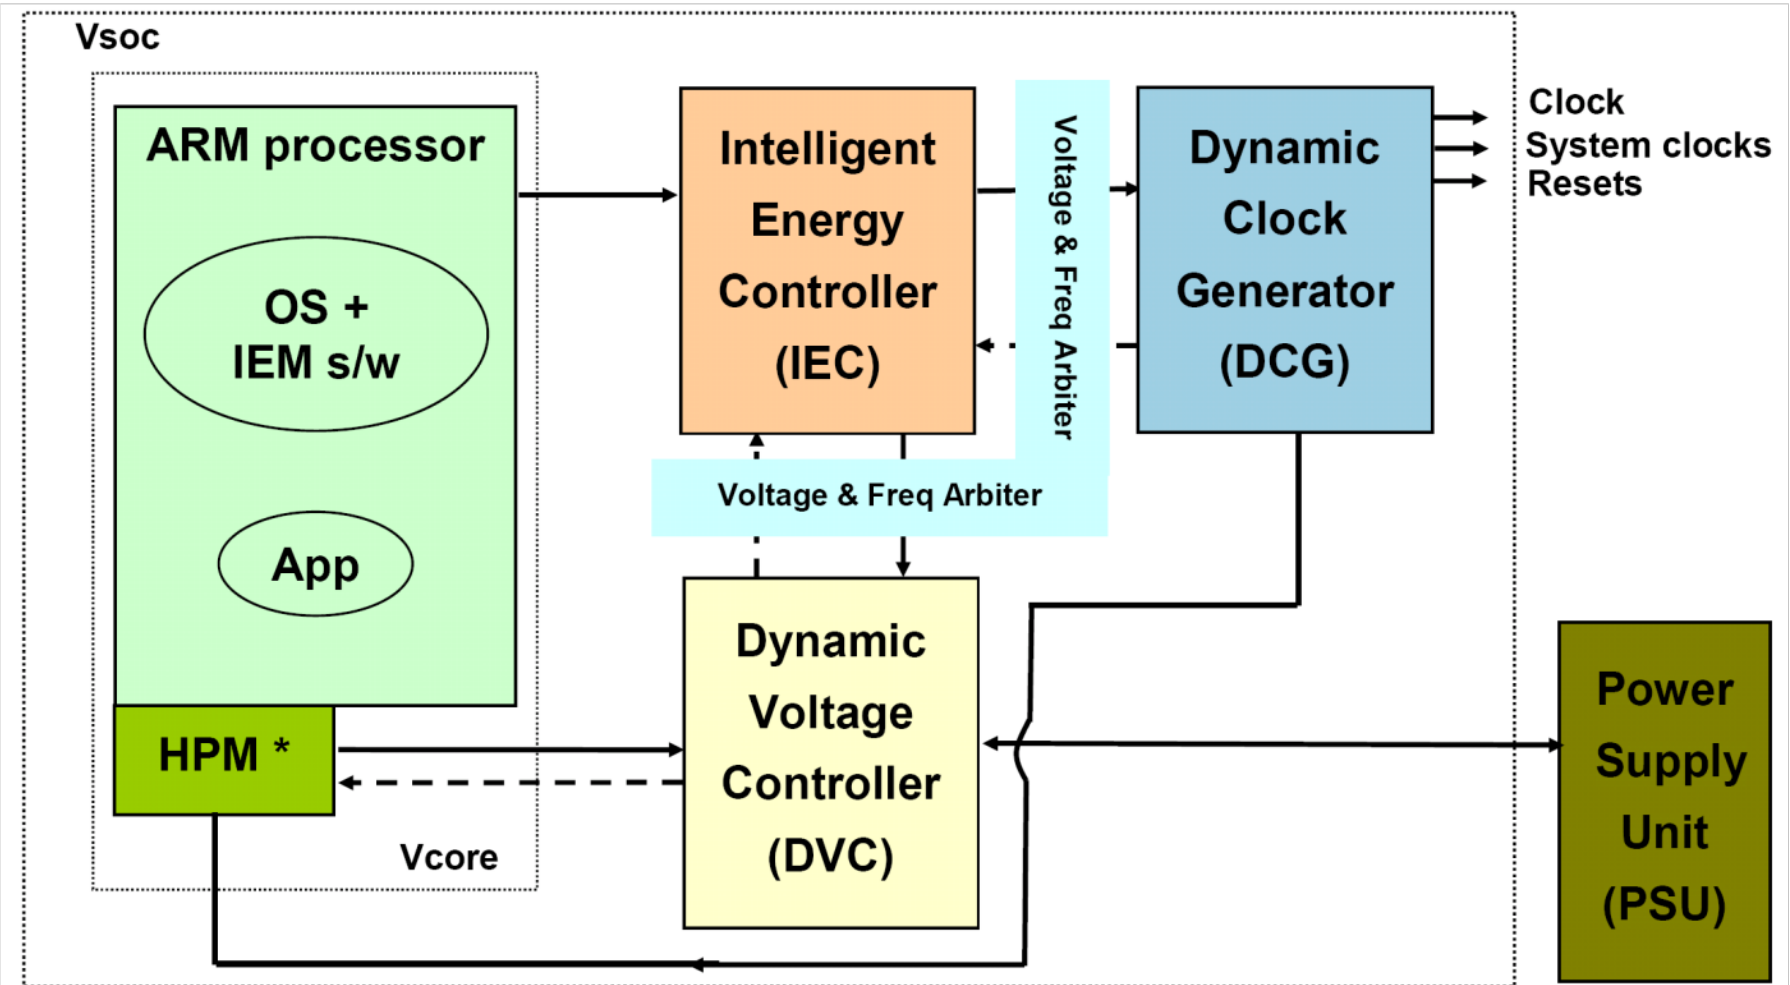 Vsoc
ARM processor
OS +
IEM s/w
App
HPM *
Vcore
Intelligent
Energy
Controller
(IEC)
Voltage & Freq Arbiter
Voltage & Freq Arbiter
Dynamic
Clock
Generator
(DCG)
Clock
System clocks
Resets
Dynamic
Voltage
Controller
(DVC)
Power
Supply
Unit
(PSU)